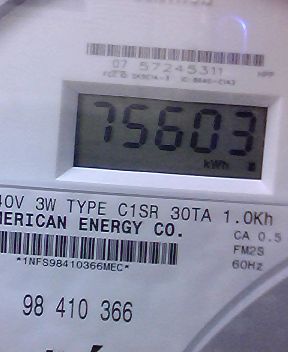 07 57245311
75603
kWh
40V 3W TYPE C1SR 30TA 1.0Kh
MERICAN ENERGY CO. CA 0.5
FM2S
*1NFS98410366MEC* 60Hz
98 410 366